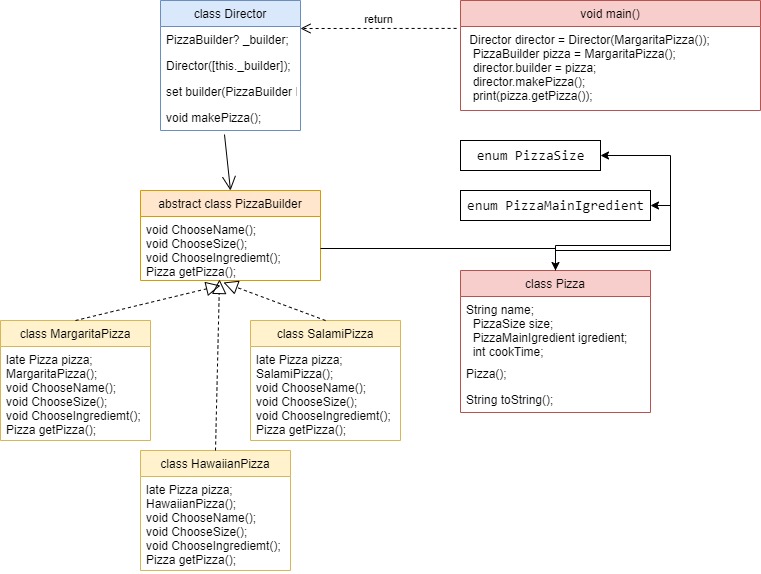 class Director
PizzaBuilder? _builder;
Director([this._builder]);
set builder(PizzaBuilder
void makePizza();
return
void main()
Director director = Director(MargaritaPizza());
PizzaBuilder pizza = MargaritaPizza();
director.builder = pizza;
director.makePizza();
print(pizza.getPizza());
enum PizzaSize
enum PizzaMainIgredient
abstract class PizzaBuilder
void ChooseName();
void ChooseSize();
void ChooseIngrediemt();
Pizza getPizza();
class Pizza
String name;
PizzaSize size;
PizzaMainIgredient igredient;
int cookTime;
Pizza();
String toString();
class MargaritaPizza
late Pizza pizza;
MargaritaPizza();
void ChooseName();
void ChooseSize();
void ChooseIngrediemt();
Pizza getPizza();
class SalamiPizza
late Pizza pizza;
SalamiPizza();
void ChooseName();
void ChooseSize();
void ChooseIngrediemt();
Pizza getPizza();
class HawaiianPizza
late Pizza pizza;
HawaiianPizza();
void ChooseName();
void ChooseSize();
void ChooseIngrediemt();
Pizza getPizza();